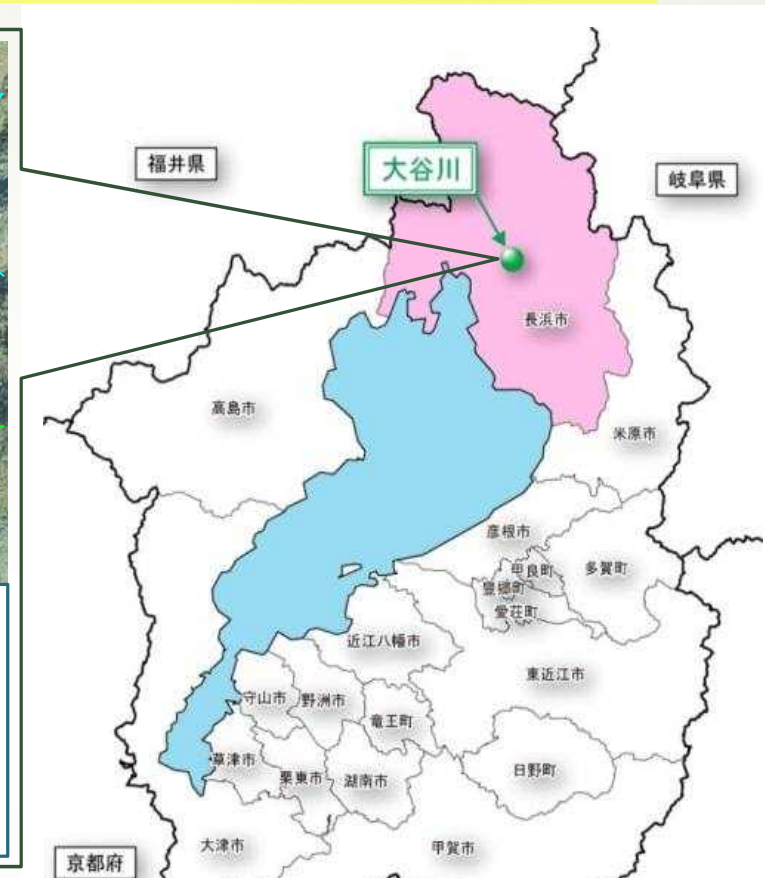 福井県
大谷川
岐阜県
長浜市
高島市
米原市
彦根市
甲良町
多賀町
豊郷町
愛荘町
近江八幡市
東近江市
守山市
野洲市
竜王町
草津市
栗東市
湖南市
日野町
大津市
甲賀市
京都府